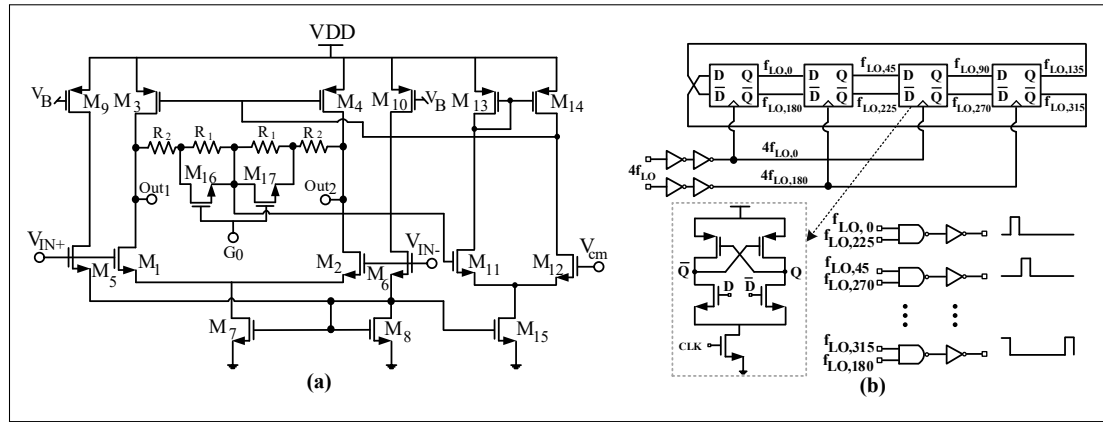 VDD
V_B M_9 M_3 M_4 M_10 V_B M_13 M_14
R_2 R_1 R_1 R_2
M_16 M_17
Out_1 Out_2
G_0
V_IN+ M_5 M_1 M_2 M_6 V_IN- M_11 M_12 V_cm
M_7 M_8 M_15
(a)
D Q D Q D Q D Q
D̅ Q̅ D̅ Q̅ D̅ Q̅ D̅ Q̅
f_LO,0 f_LO,45 f_LO,90 f_LO,135
f_LO,180 f_LO,225 f_LO,270 f_LO,315
4f_LO
4f_LO,0
4f_LO,180
Q̅ Q
D D̅
CLK
f_LO, 0
f_LO,225
f_LO,45
f_LO,270
f_LO,315
f_LO,180
(b)